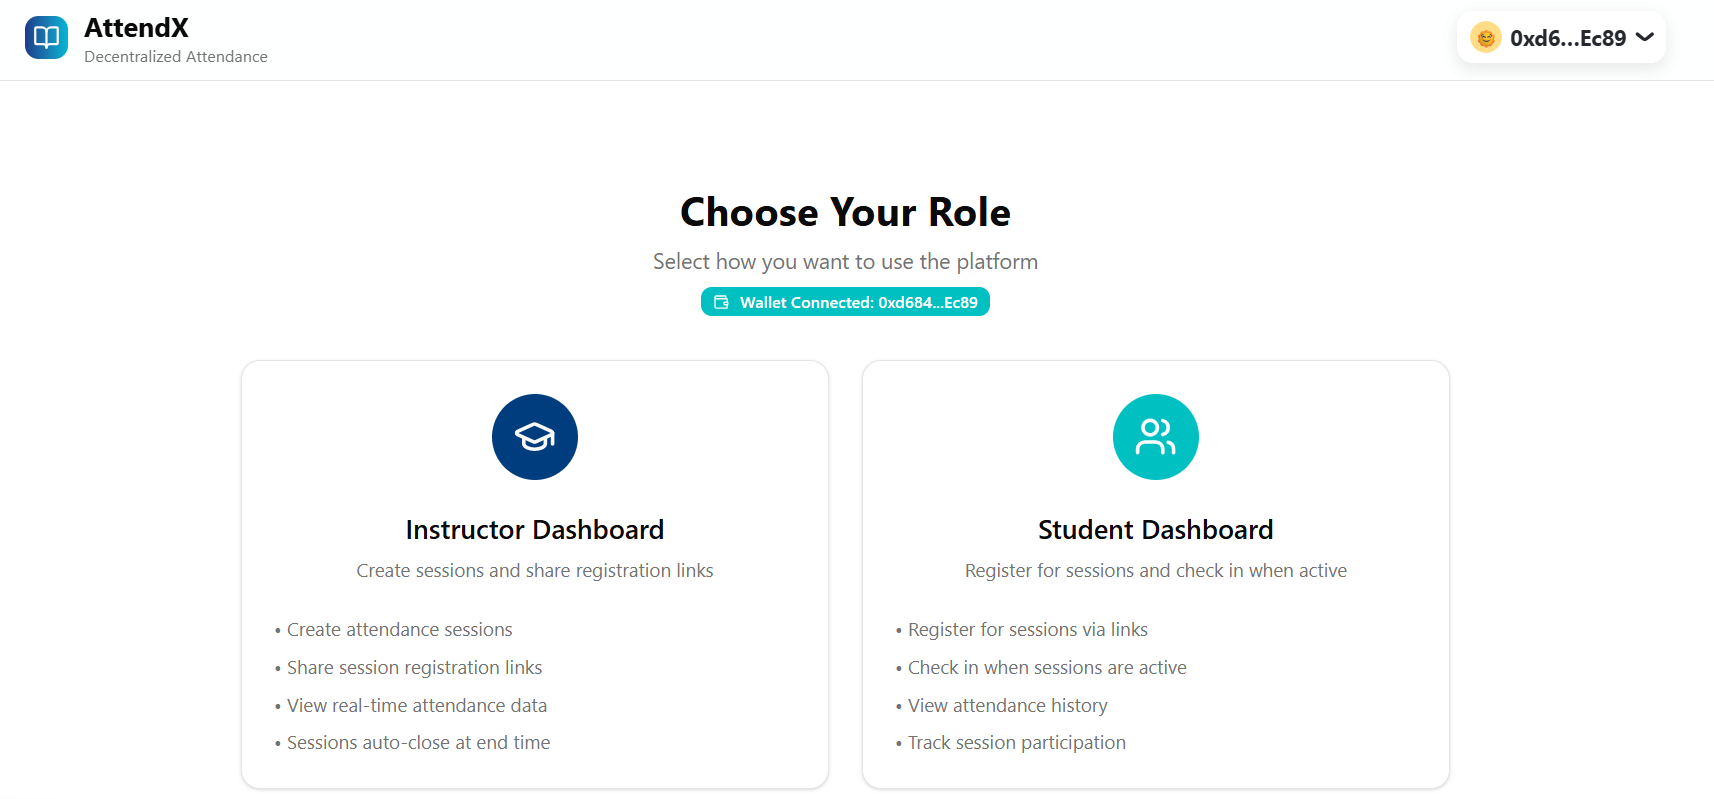 AttendX
Decentralized Attendance
0xd6...Ec89
Choose Your Role
Select how you want to use the platform
Wallet Connected: 0xd684...Ec89
Instructor Dashboard
Create sessions and share registration links
• Create attendance sessions
• Share session registration links
• View real-time attendance data
• Sessions auto-close at end time
Student Dashboard
Register for sessions and check in when active
• Register for sessions via links
• Check in when sessions are active
• View attendance history
• Track session participation